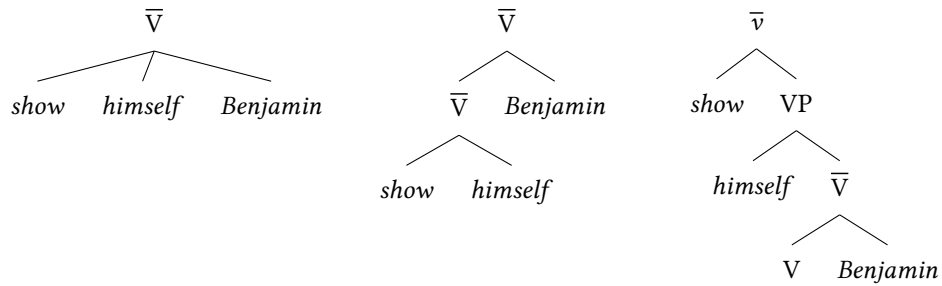 V̅ V̅ v̅
show himself Benjamin V̅ Benjamin show VP
show himself himself V̅
V Benjamin